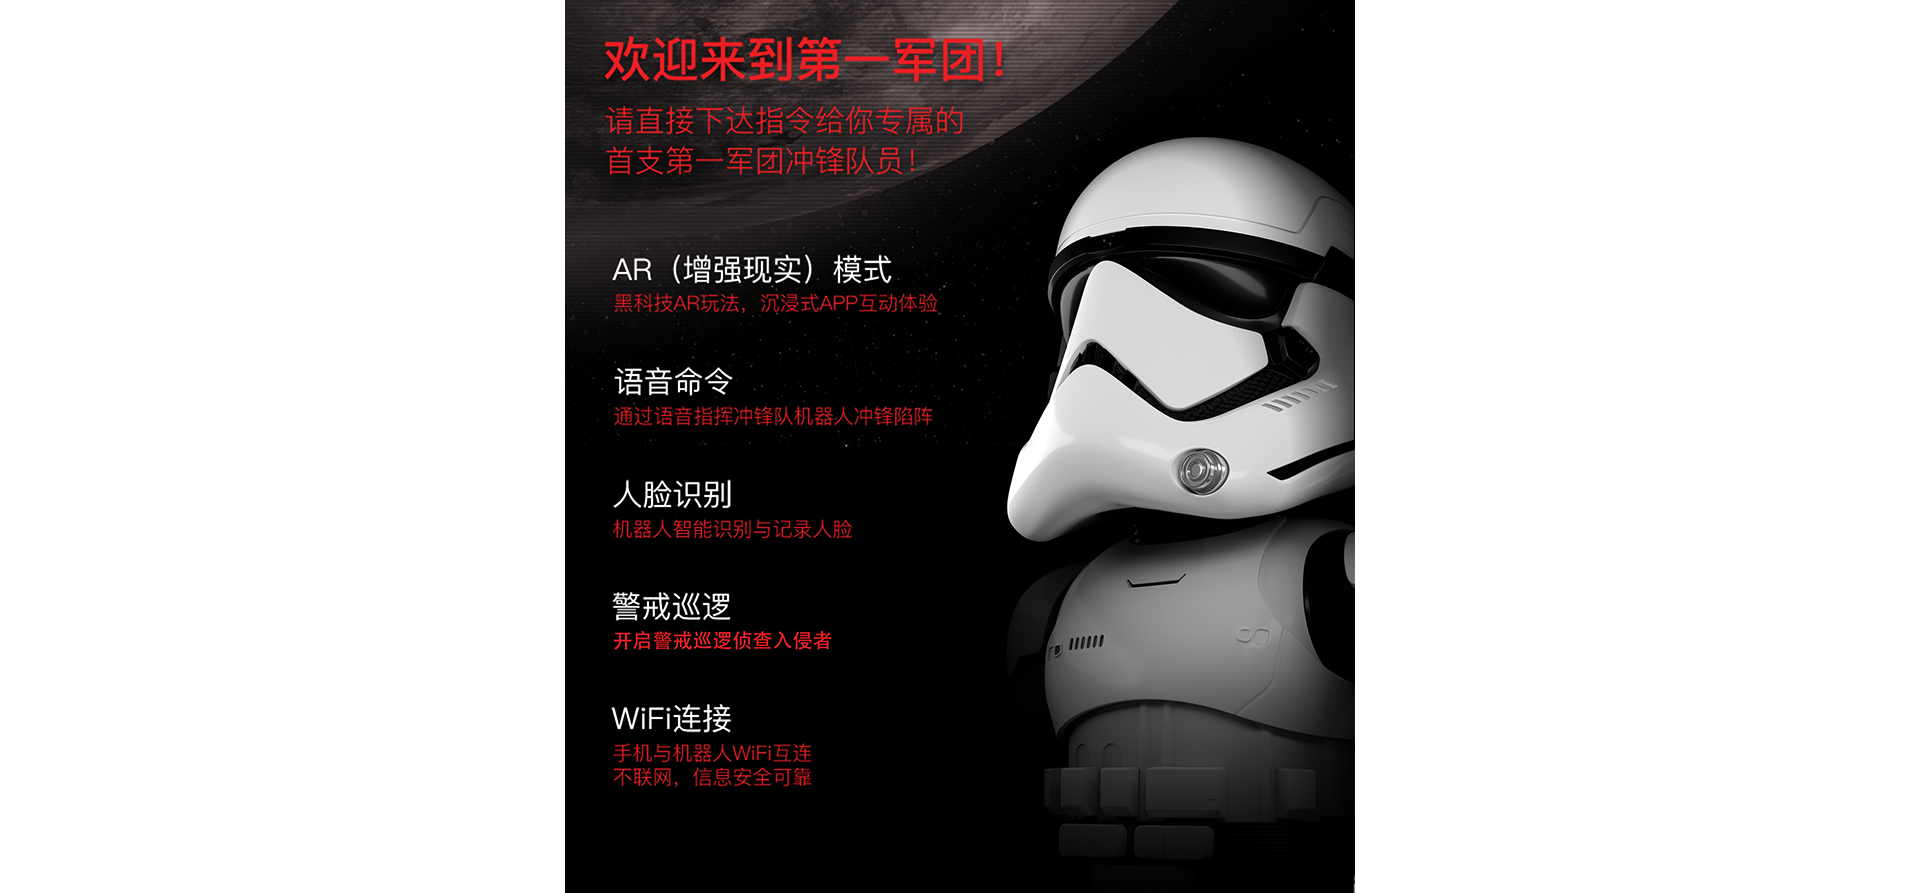 欢迎来到第一军团！
请直接下达指令给你专属的
首支第一军团冲锋队员！
AR（增强现实）模式
黑科技AR玩法，沉浸式APP互动体验
语音命令
通过语音指挥冲锋队机器人冲锋陷阵
人脸识别
机器人智能识别与记录人脸
警戒巡逻
开启警戒巡逻侦查入侵者
WiFi连接
手机与机器人WiFi互连
不联网，信息安全可靠